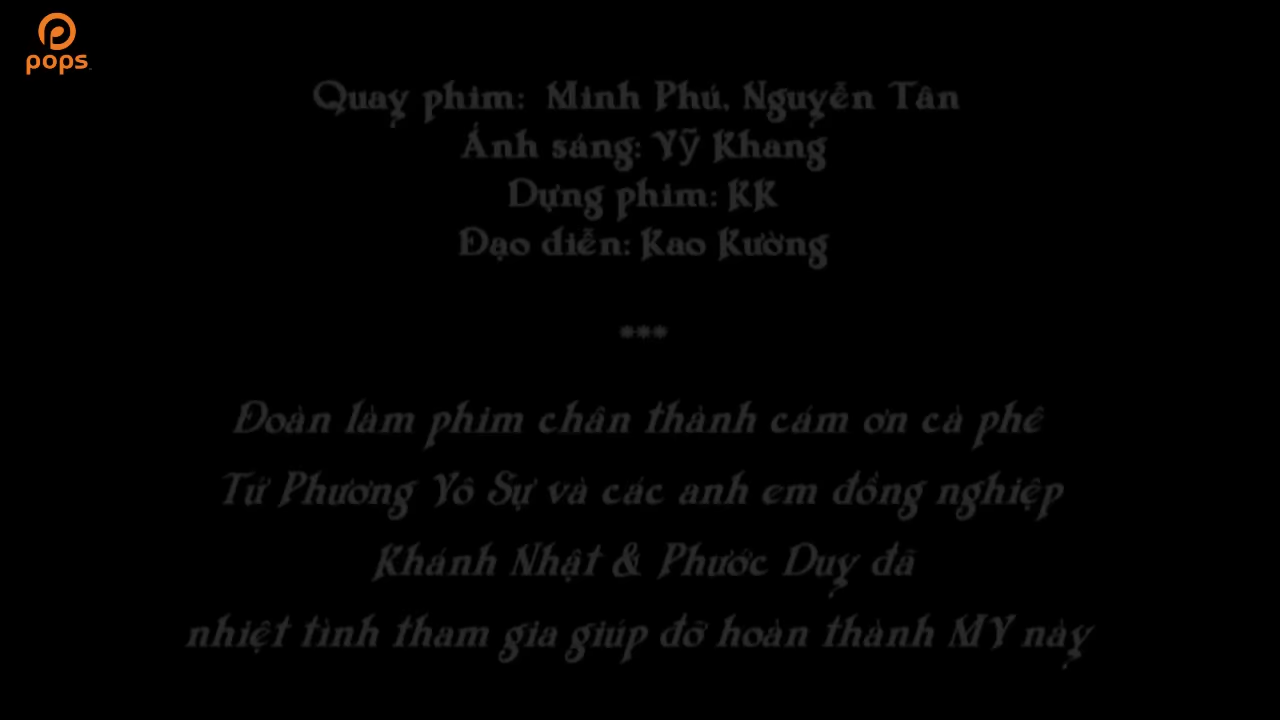 pops
Quay phim: Minh Phú, Nguyễn Tân
Ánh sáng: Vỹ Khang
Dựng phim: KK
Đạo diễn: Kao Kường
***
Đoàn làm phim chân thành cám ơn cà phê
Tứ Phương Vô Sự và các anh em đồng nghiệp
Khánh Nhật & Phước Duy đã
nhiệt tình tham gia giúp đỡ hoàn thành MV này